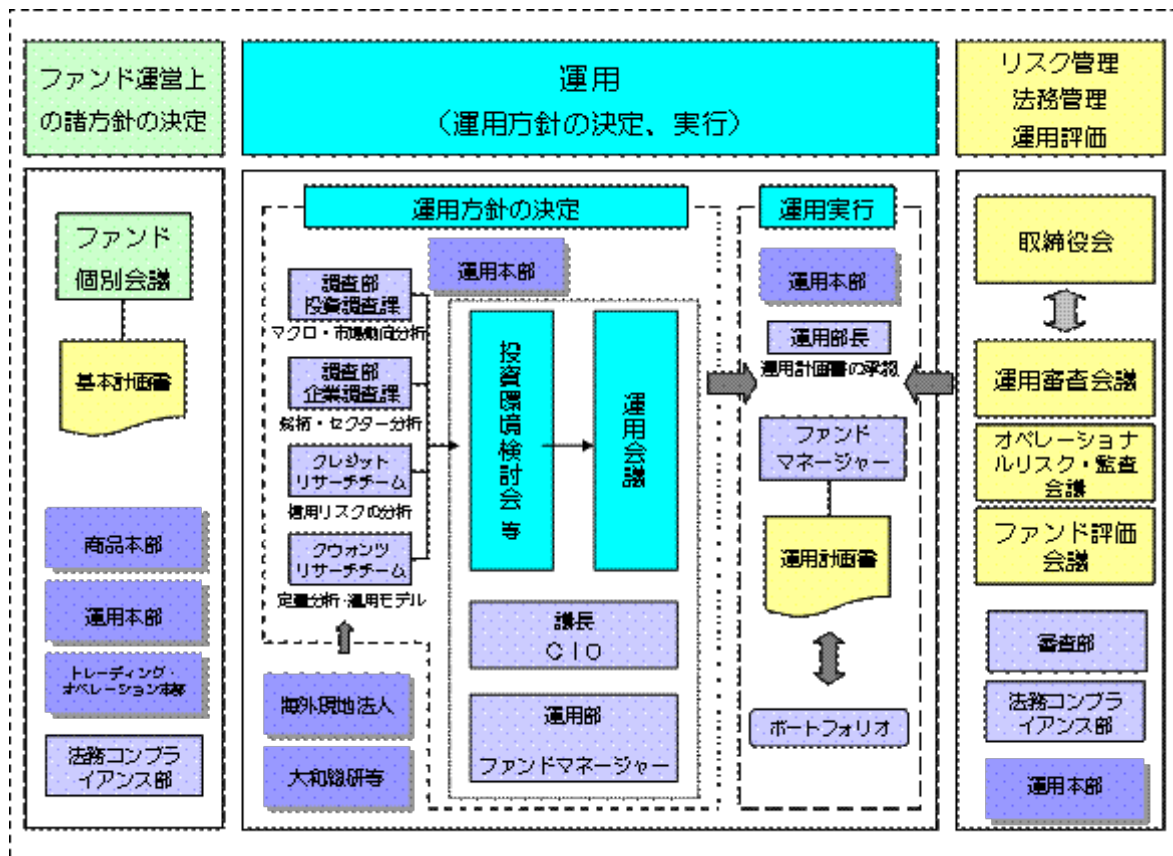 ファンド運営上
の諸方針の決定
運用
（運用方針の決定、実行）
リスク管理
法務管理
運用評価
ファンド
個別会議
基本計画書
商品本部
運用本部
トレーディング・
オペレーション本部
法務コンプラ
イアンス部
運用方針の決定
運用本部
調査部
投資調査課
マクロ・市場動向分析
調査部
企業調査課
銘柄・セクター分析
クレジット
リサーチチーム
信用リスクの分析
クウォンツ
リサーチチーム
定量分析・運用モデル
海外現地法人
大和総研等
投資環境検討会 等
運用会議
議長
ＣＩＯ
運用部
ファンドマネージャー
運用実行
運用本部
運用部長
運用計画書の承認
ファンド
マネージャー
運用計画書
ポートフォリオ
取締役会
運用審査会議
オペレーショナ
ルリスク・監査
会議
ファンド評価
会議
審査部
法務コンプラ
イアンス部
運用本部